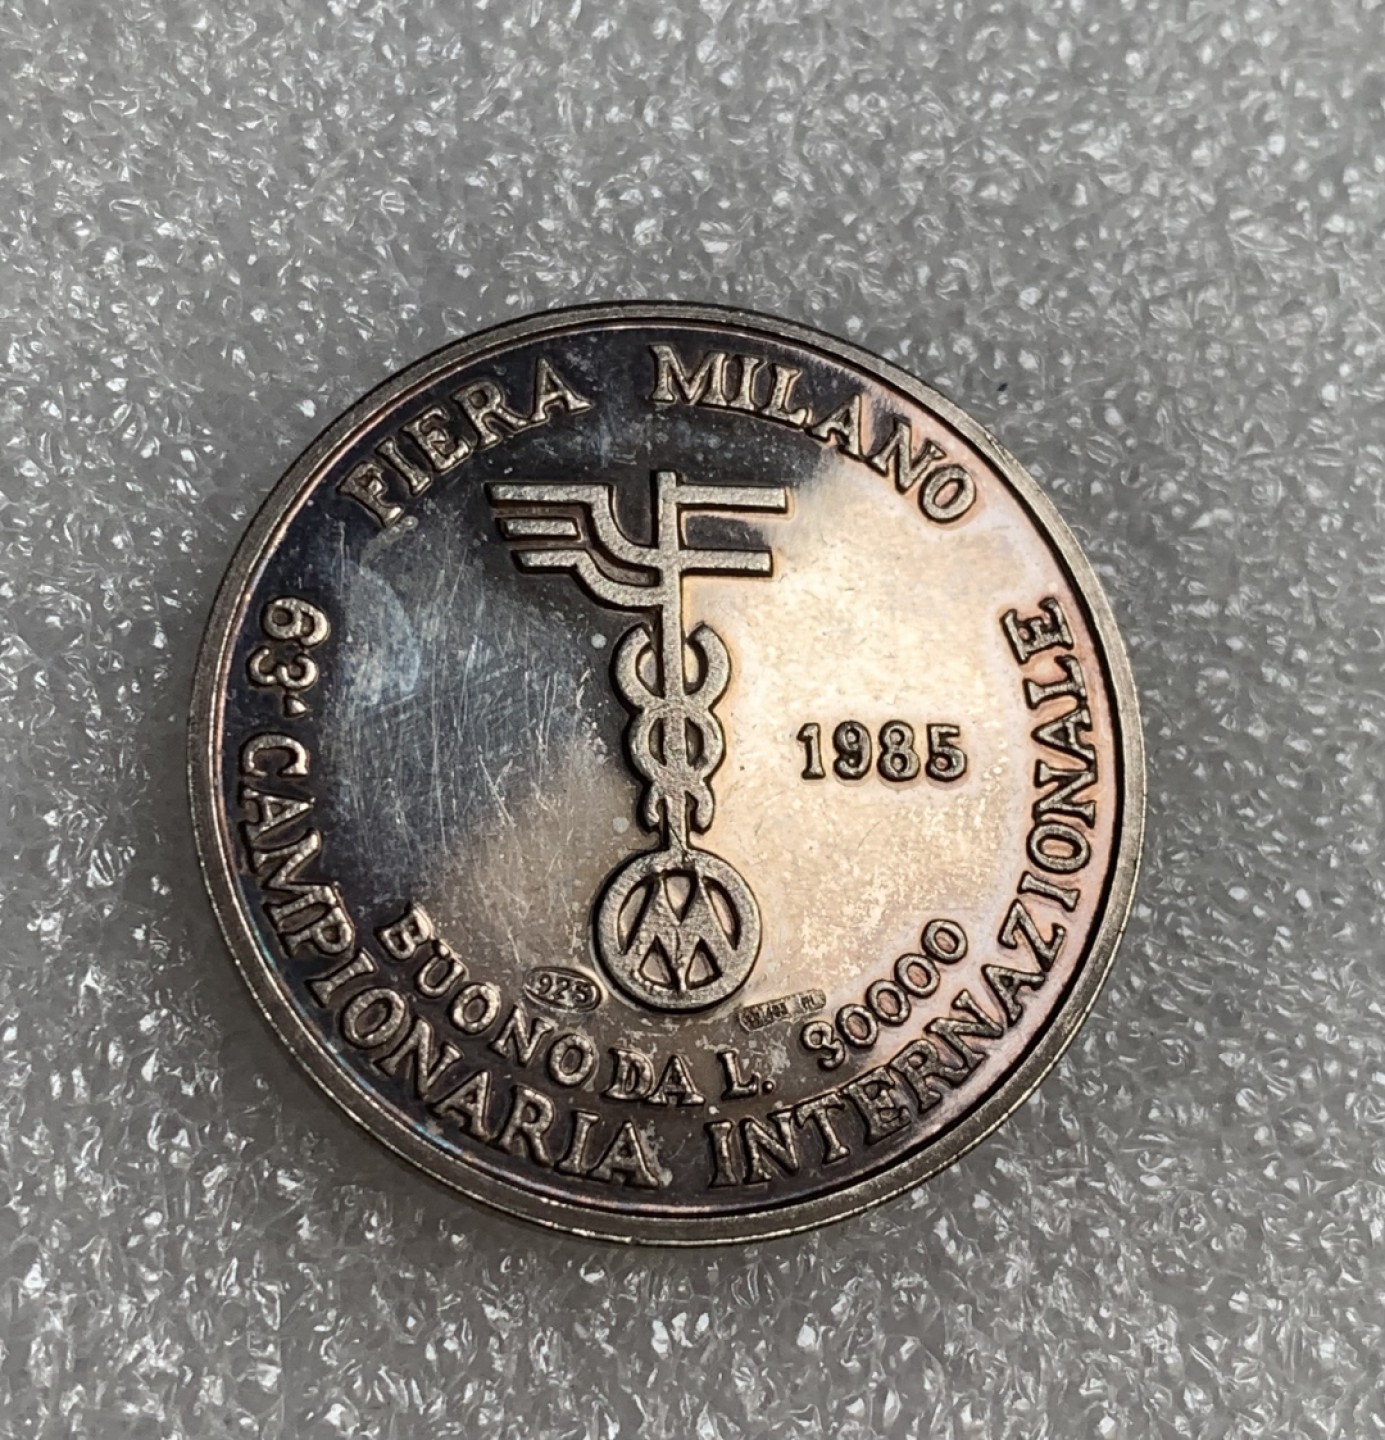 FIERA MILANO
1985
925
BUONO DA L. 30000
63ª CAMPIONARIA INTERNAZIONALE